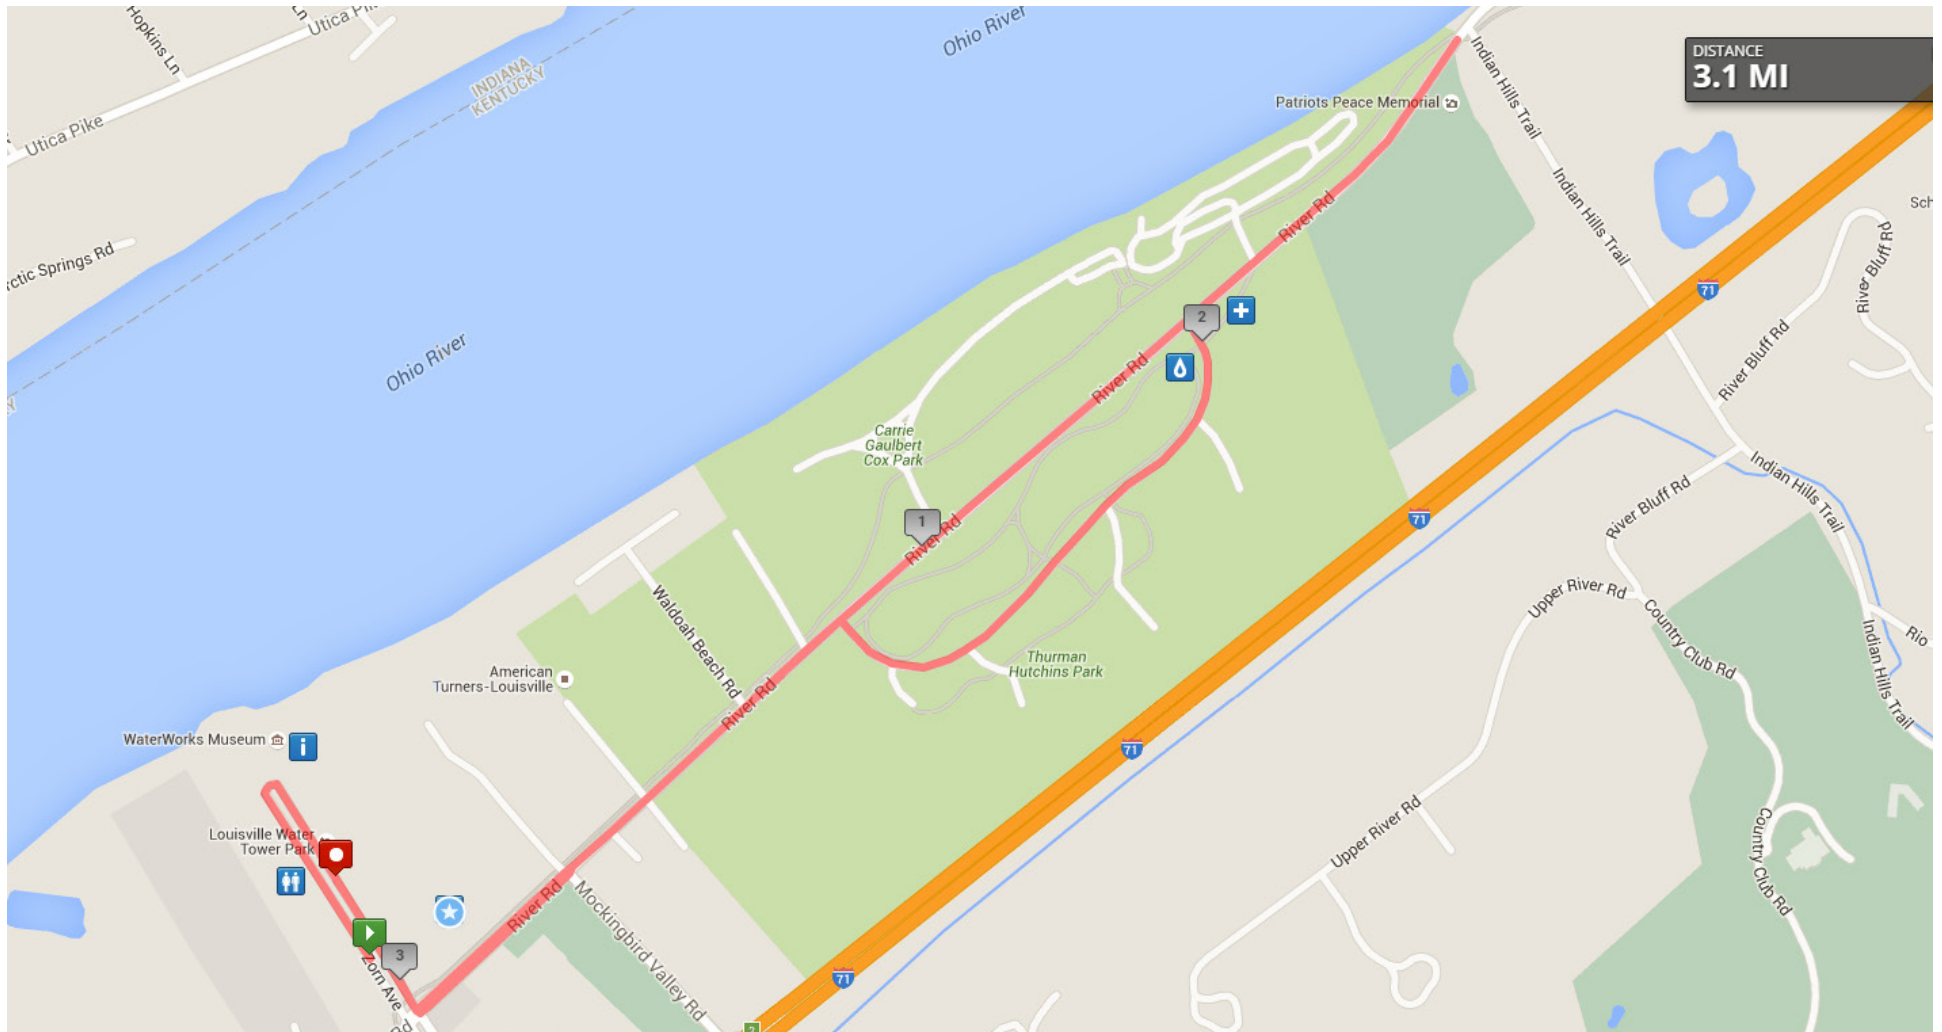 Hopkins Ln
Utica Pike
INDIANA
KENTUCKY
Ohio River
DISTANCE
3.1 MI
Utica Pike
Patriots Peace Memorial
Indian Hills Trail
Indian Hills Trail
River Rd
River Bluff Rd
71
Ohio River
2
River Rd
River Bluff Rd
Carrie
Gaulbert
Cox Park
1
River Rd
71
Indian Hills Trail
River Bluff Rd
Upper River Rd
Country Club Rd
Rio
Indian Hills Trail
Waldoah Beach Rd
Thurman
Hutchins Park
American
Turners-Louisville
River Rd
WaterWorks Museum
i
71
Louisville Water
Tower Park
Upper River Rd
Country Club Rd
River Rd
Mockingbird Valley Rd
3
Zorn Ave
71
Rd
2